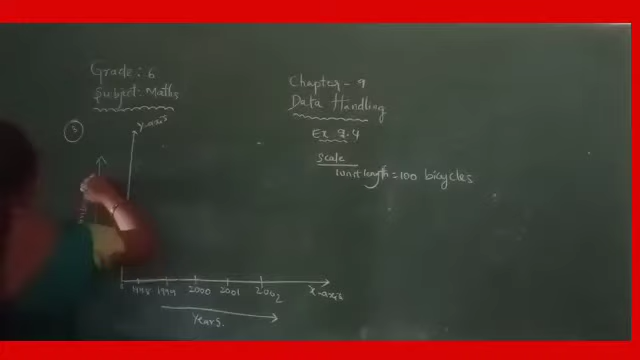 Grade: 6
Subject: Maths
Chapter - 9
Data Handling
Ex 9.4
Scale
1 unit length = 100 bicycles
3
y-axis
1998 1999 2000 2001 2002
x-axis
Years.